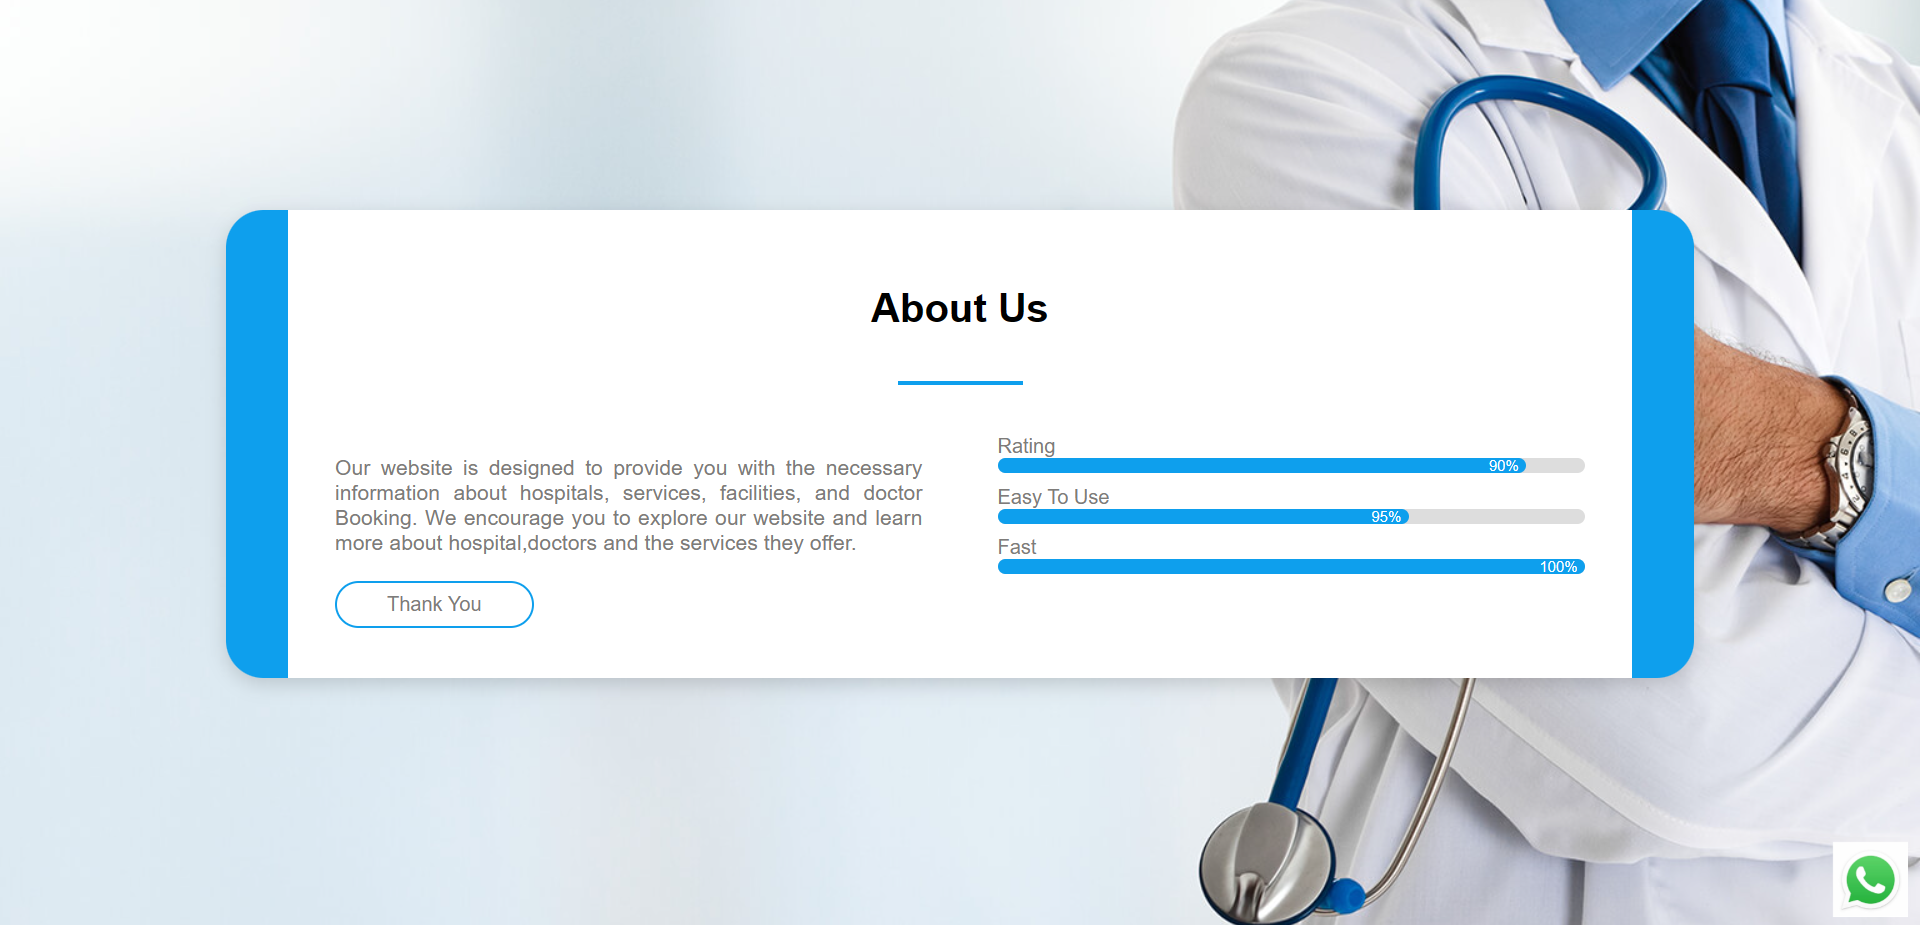 About Us
Our website is designed to provide you with the necessary
information about hospitals, services, facilities, and doctor
Booking. We encourage you to explore our website and learn
more about hospital,doctors and the services they offer.
Thank You
Rating
90%
Easy To Use
95%
Fast
100%